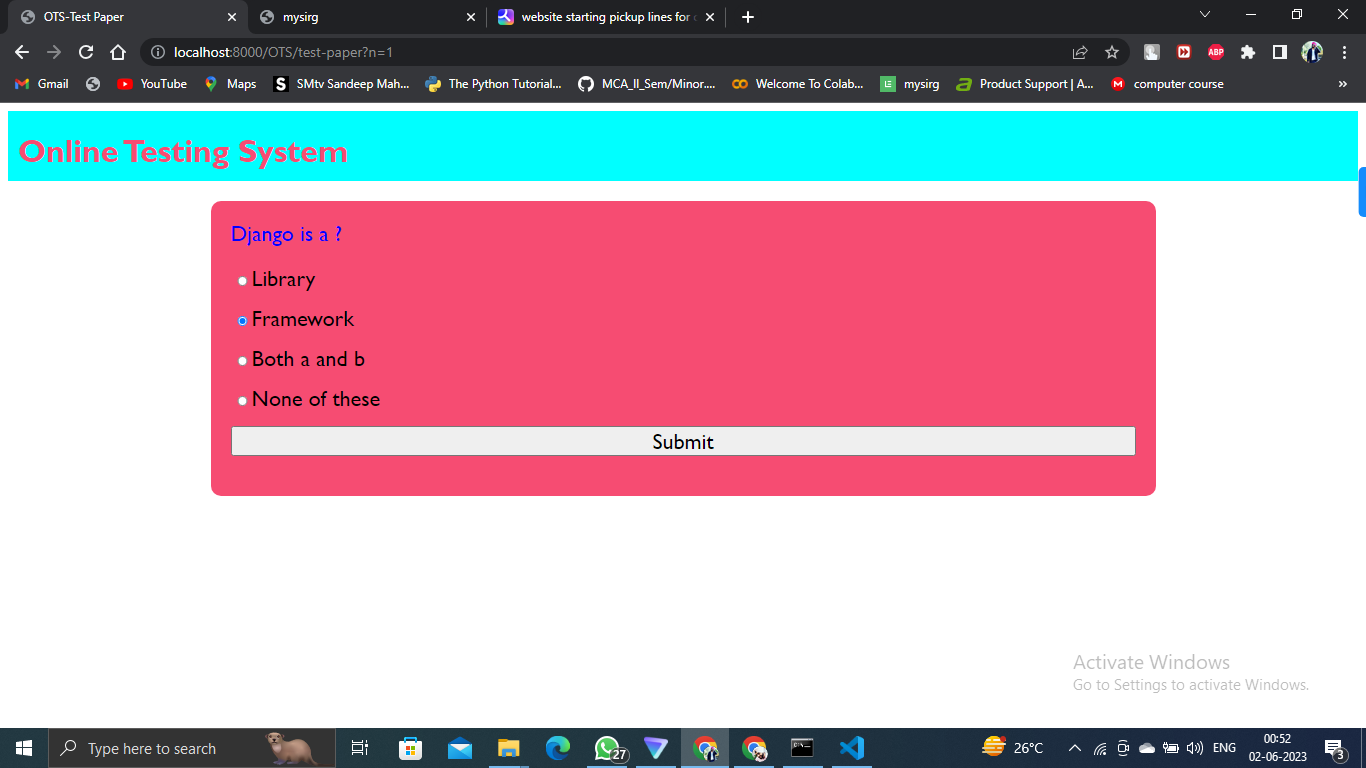 OTS-Test Paper
mysirg
website starting pickup lines for
localhost:8000/OTS/test-paper?n=1
ABP
Gmail
YouTube
Maps
S
SMtv Sandeep Mah...
The Python Tutorial...
MCA_II_Sem/Minor....
Welcome To Colab...
LE
mysirg
Product Support | A...
M
computer course
»
Online Testing System
Django is a ?
Library
Framework
Both a and b
None of these
Submit
Activate Windows
Go to Settings to activate Windows.
Type here to search
27
26°C
ENG
00:52
02-06-2023
3